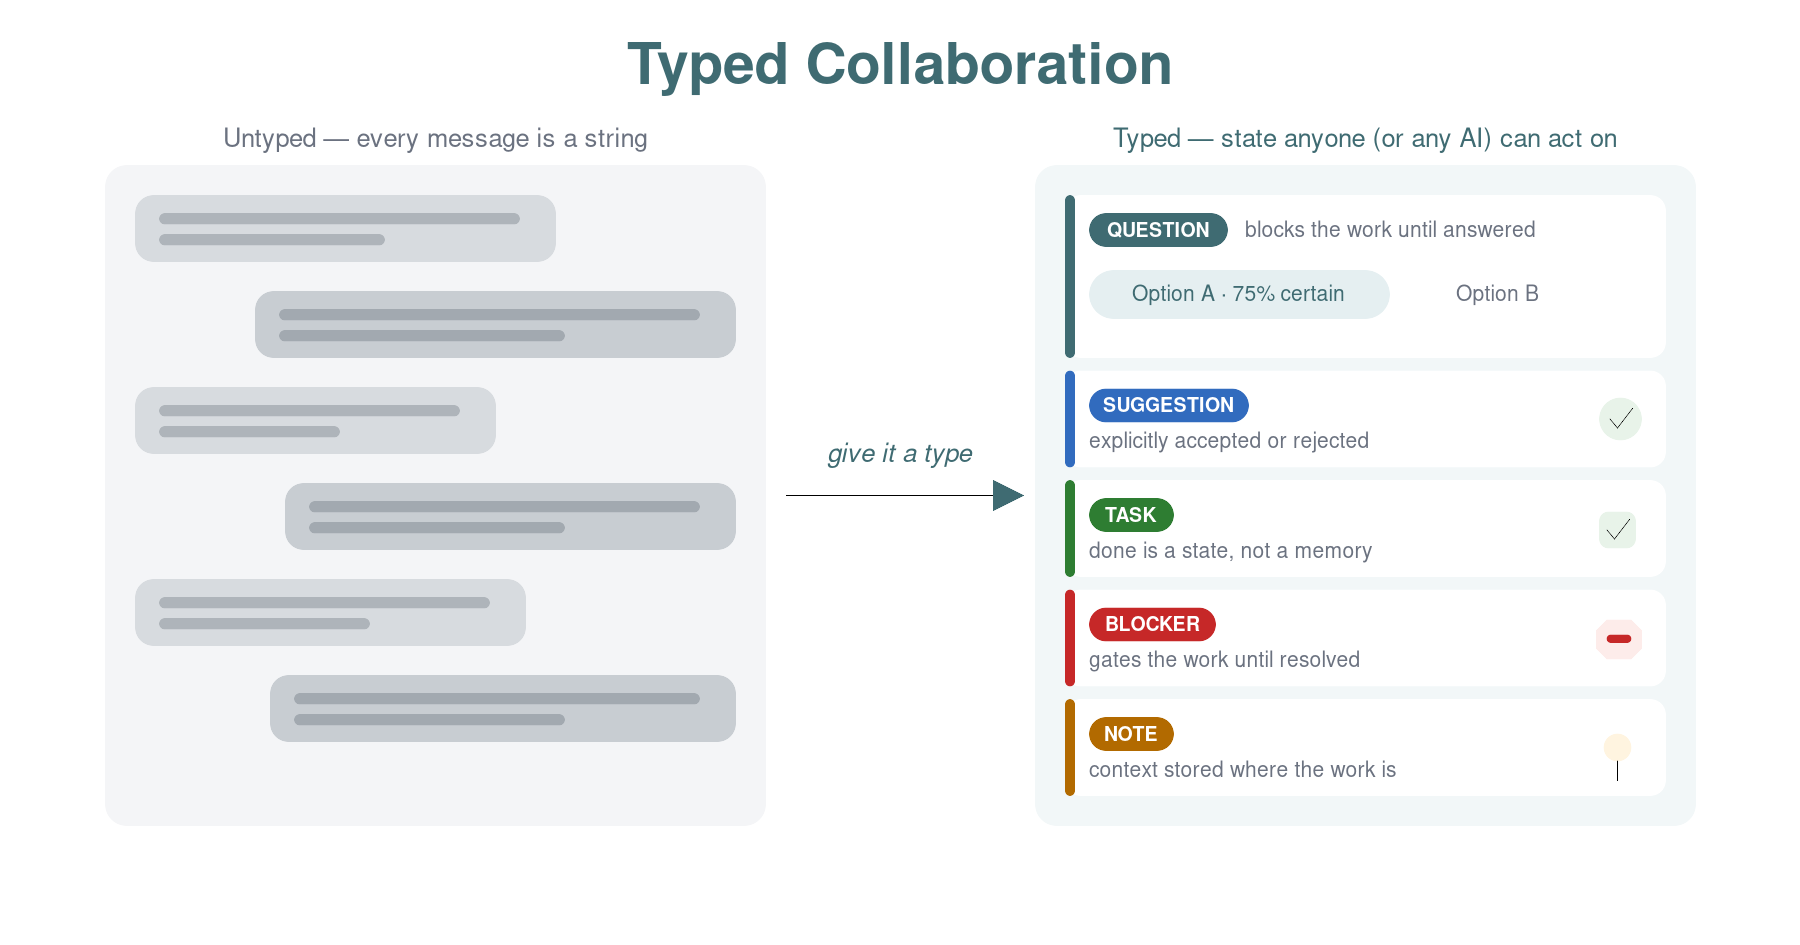 Typed Collaboration
Untyped — every message is a string
give it a type
Typed — state anyone (or any AI) can act on
QUESTION blocks the work until answered
Option A · 75% certain Option B
SUGGESTION
explicitly accepted or rejected
TASK
done is a state, not a memory
BLOCKER
gates the work until resolved
NOTE
context stored where the work is